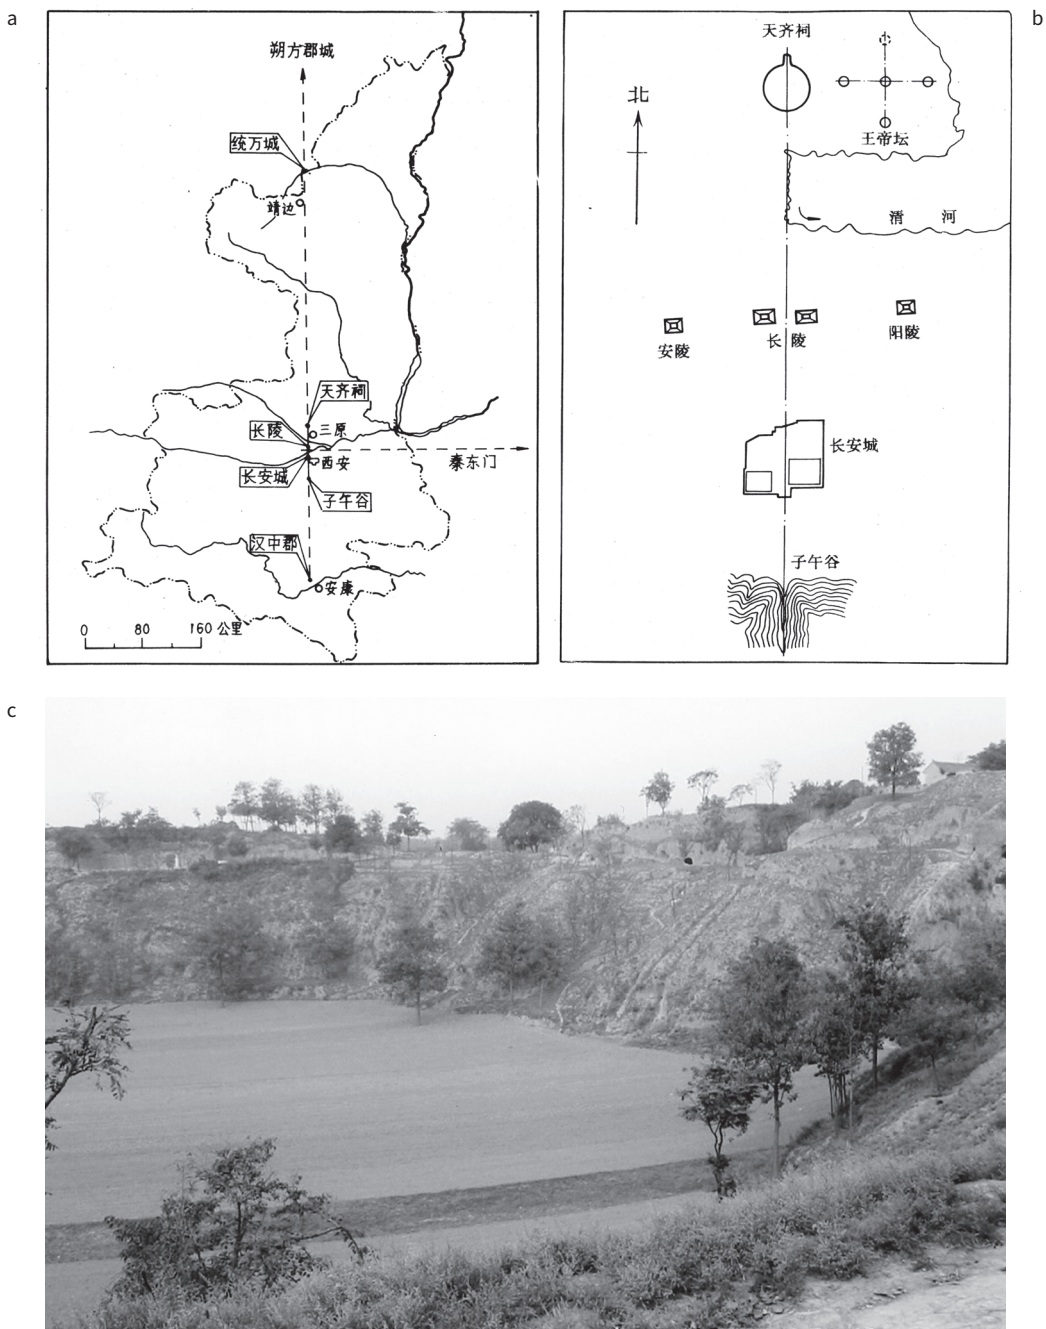 a
b
朔方郡城
统万城
靖边
天齐祠
长陵
三原
西安
长安城
秦东门
子午谷
汉中郡
安康
0 80 160 公里
天齐祠
北
王帝坛
渭 河
安陵
长 陵
阳陵
长安城
子午谷
c